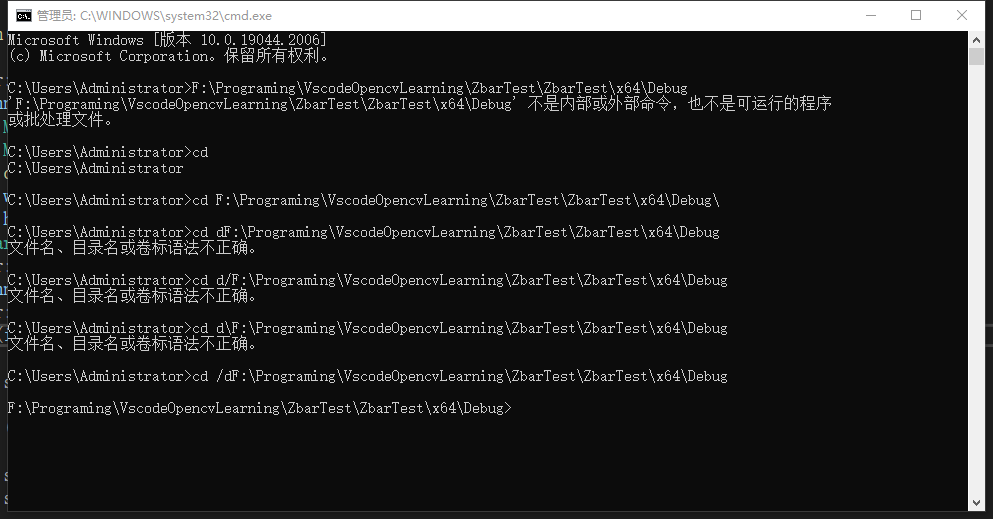 管理员: C:\WINDOWS\system32\cmd.exe
Microsoft Windows [版本 10.0.19044.2006]
(c) Microsoft Corporation。保留所有权利。
C:\Users\Administrator>F:\Programing\VscodeOpencvLearning\ZbarTest\ZbarTest\x64\Debug
'F:\Programing\VscodeOpencvLearning\ZbarTest\ZbarTest\x64\Debug' 不是内部或外部命令，也不是可运行的程序
或批处理文件。
C:\Users\Administrator>cd
C:\Users\Administrator
C:\Users\Administrator>cd F:\Programing\VscodeOpencvLearning\ZbarTest\ZbarTest\x64\Debug\
C:\Users\Administrator>cd dF:\Programing\VscodeOpencvLearning\ZbarTest\ZbarTest\x64\Debug
文件名、目录名或卷标语法不正确。
C:\Users\Administrator>cd d/F:\Programing\VscodeOpencvLearning\ZbarTest\ZbarTest\x64\Debug
文件名、目录名或卷标语法不正确。
C:\Users\Administrator>cd d\F:\Programing\VscodeOpencvLearning\ZbarTest\ZbarTest\x64\Debug
文件名、目录名或卷标语法不正确。
C:\Users\Administrator>cd /dF:\Programing\VscodeOpencvLearning\ZbarTest\ZbarTest\x64\Debug
F:\Programing\VscodeOpencvLearning\ZbarTest\ZbarTest\x64\Debug>